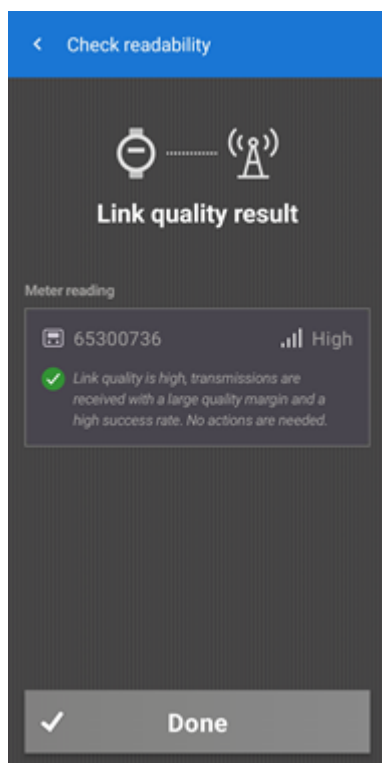 Check readability
Link quality result
Meter reading
65300736
High
Link quality is high, transmissions are
received with a large quality margin and a
high success rate. No actions are needed.
Done